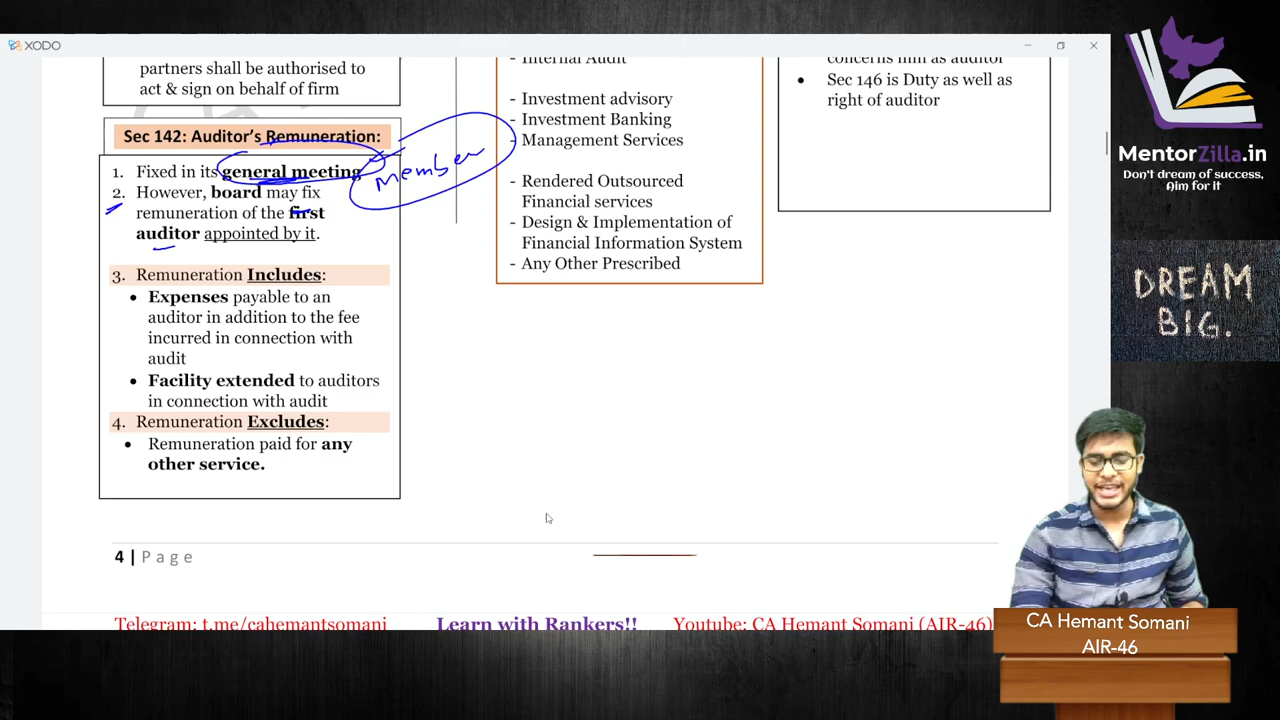 XODO
partners shall be authorised to
act & sign on behalf of firm
Sec 142: Auditor's Remuneration:
1. Fixed in its general meeting
member
2. However, board may fix
remuneration of the first
auditor appointed by it.
3. Remuneration Includes:
• Expenses payable to an
auditor in addition to the fee
incurred in connection with
audit
• Facility extended to auditors
in connection with audit
4. Remuneration Excludes:
• Remuneration paid for any
other service.
- Internal Audit
- Investment advisory
- Investment Banking
- Management Services
- Rendered Outsourced
Financial services
- Design & Implementation of
Financial Information System
- Any Other Prescribed
concerns him as auditor
• Sec 146 is Duty as well as
right of auditor
4 | Page
Telegram: t.me/cahemantsomani
Learn with Rankers!!
Youtube: CA Hemant Somani (AIR-46)
MentorZilla.in
Don't dream of success,
Aim for it
DREAM
BIG.
CA Hemant Somani
AIR-46